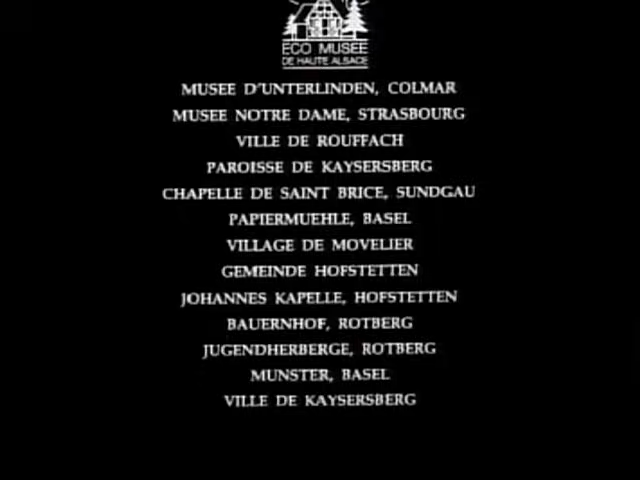 ECO MUSEE
DE HAUTE ALSACE
MUSEE D'UNTERLINDEN, COLMAR
MUSEE NOTRE DAME, STRASBOURG
VILLE DE ROUFFACH
PAROISSE DE KAYSERSBERG
CHAPELLE DE SAINT BRICE, SUNDGAU
PAPIERMUEHLE, BASEL
VILLAGE DE MOVELIER
GEMEINDE HOFSTETTEN
JOHANNES KAPELLE, HOFSTETTEN
BAUERNHOF, ROTBERG
JUGENDHERBERGE, ROTBERG
MUNSTER, BASEL
VILLE DE KAYSERSBERG